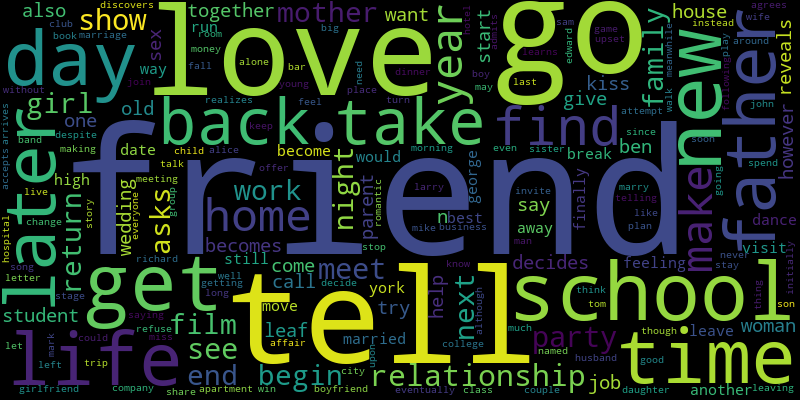 friend
love
go
tell
day
school
time
life
get
father
new
later
back
take
find
home
make
year
show
mother
girl
family
together
also
want
house
start
run
way
sex
club
book
marriage
discovers
agrees
wife
around
instead
meanwhile
walk
play
following
reveals
however
john
kiss
give
ben
break
since
sister
even
attempt
soon
going
spend
never
stay
dance
visit
initially
thing
son
woman
leave
party
though
tom
think
like
plan
marry
telling
invite
say
away
best
n
decides
feeling
man
finally
george
business
mike
larry
romantic
parent
stop
night
work
becomes
become
would
morning
talk
child
alice
date
keep
feel
realizes
offer
old
one
high
despite
making
band
arrives
accepts
without
join
money
room
fall
alone
bar
big
young
need
place
turn
dinner
hotel
learns
admits
sam
edward
game
upset
last
boy
may
wedding
everyone
meeting
asks
group
story
return
live
change
hospital
letter
song
stage
student
richard
saying
refuse
miss
could
mark
let
left
trip
girlfriend
company
share
apartment
win
boyfriend
eventually
class
couple
daughter
another
leaving
job
good
husband
named
much
college
although
next
help
know
york
try
married
upon
city
relationship
begin
end
see
film
leaf
affair
move
call
come
meet
still
well
getting
long
decide